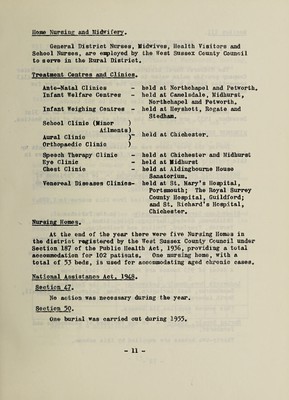 Home Nursing and Midwifery.
General District Nurses, Midwives, Health Visitors and
School Nurses, are employed by the West Sussex County Council
to serve in the Rural District.
Treatment Centres and Clinics.
Ante-Natal Clinics - held at Northchapel and Petworth.
Infant Welfare Centres - held at Camelsdale, Midhurst,
Northchapel and Petworth.
Infant Weighing Centres - held at Heyshott, Rogate and
Stedham.
School Clinic (Minor )
Ailments)
Aural Clinic )- held at Chichester.
Orthopaedic Clinic )
Speech Therapy Clinic - held at Chichester and Midhurst
Eye Clinic - held at Midhurst
Chest Clinic - held at Aldingbourne House
Sanatorium.
Venereal Diseases Clinics- held at St. Mary's Hospital,
Portsmouth; The Royal Surrey
County Hospital, Guildford;
and St. Richard's Hospital,
Chichester.
Nursing Homes.
At the end of the year there were five Nursing Homes in
the district registered by the West Sussex County Council under
Section 187 of the Public Health Act, 1936, providing a total
accommodation for 102 patients. One nursing home, with a
total of 53 beds, is used for accommodating aged chronic cases.
National Assistance Act. 1948.
Section 47.
No action was necessary during the year.
Section 50.
One burial was carried out during 1955.
- 11 -